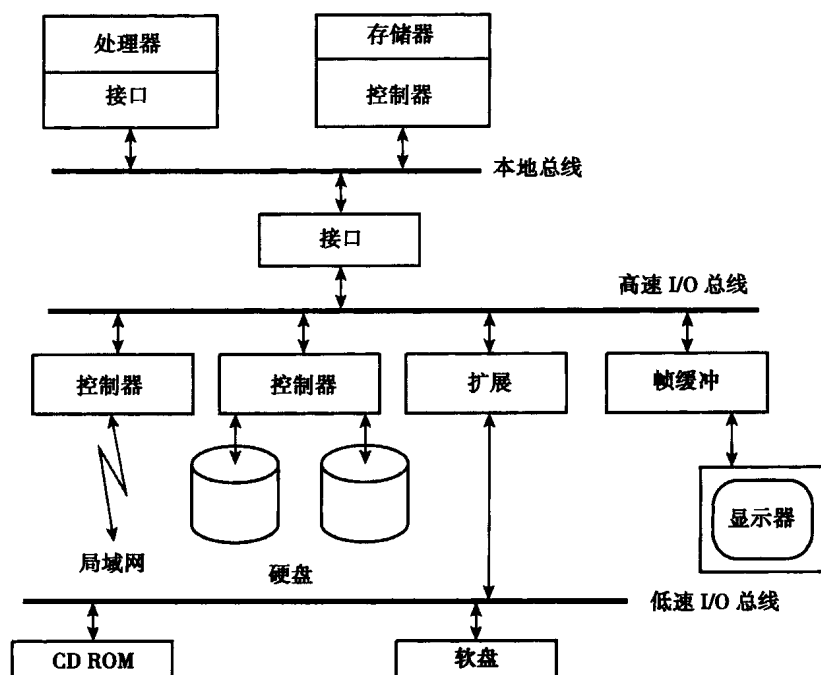 处理器
存储器
接口
控制器
本地总线
接口
高速 I/O 总线
控制器
控制器
扩展
帧缓冲
显示器
局域网
硬盘
低速 I/O 总线
CD ROM
软盘